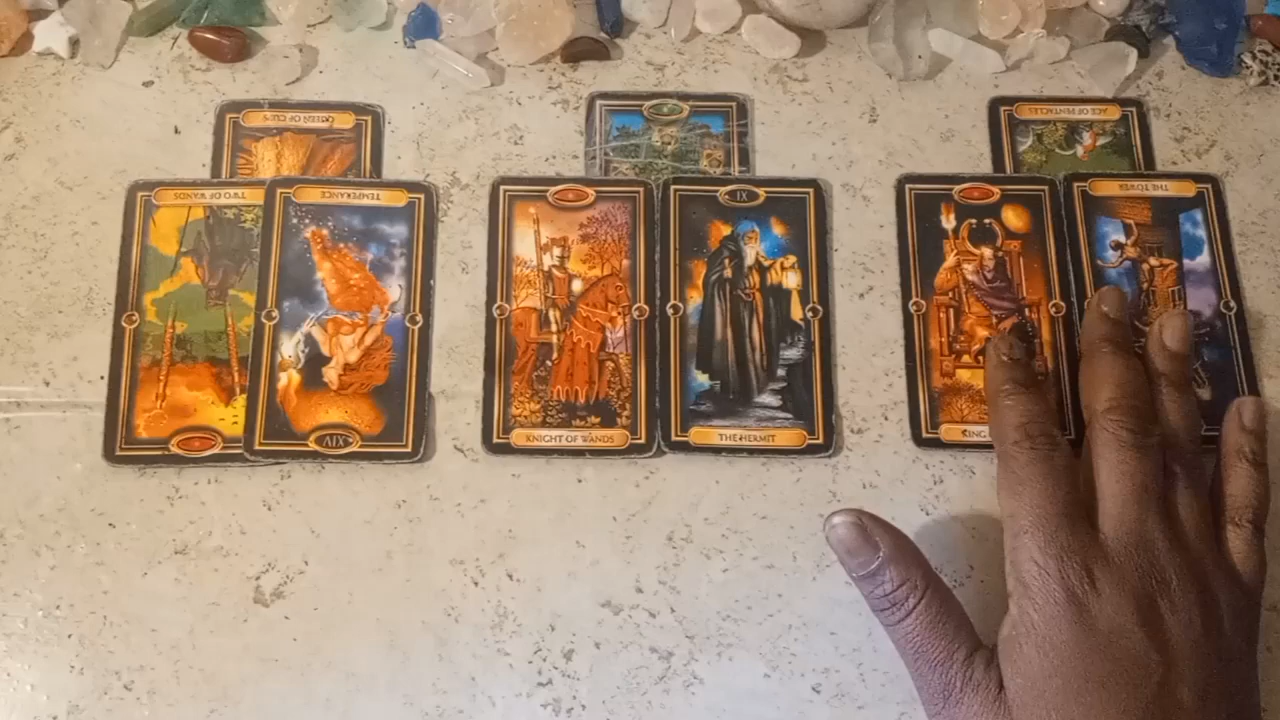 QUEEN OF CUPS
ACE OF PENTACLES
TWO OF WANDS
TEMPERANCE
IX
THE TOWER
XIV
KNIGHT OF WANDS
THE HERMIT
KING